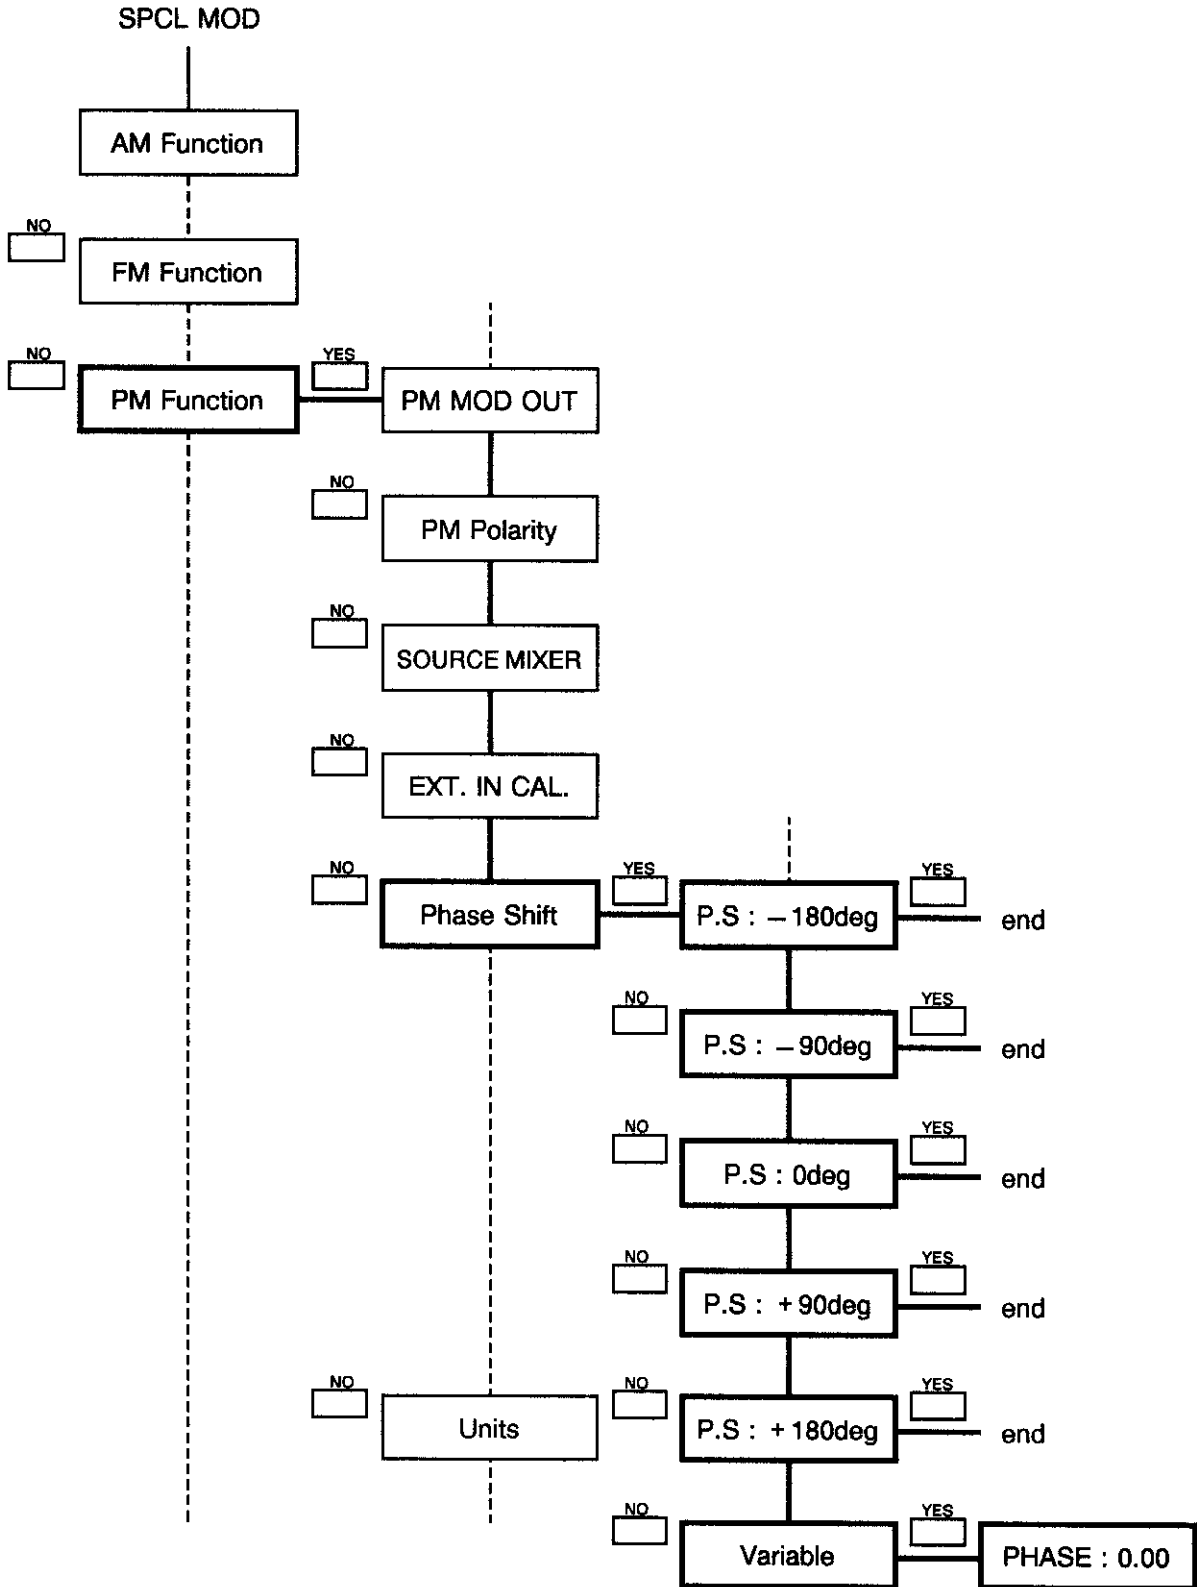 SPCL MOD
AM Function
NO
FM Function
NO
PM Function
YES
PM MOD OUT
NO
PM Polarity
NO
SOURCE MIXER
NO
EXT. IN CAL.
NO
Phase Shift
YES
P.S : −180deg
YES
end
NO
P.S : −90deg
YES
end
NO
P.S : 0deg
YES
end
NO
P.S : +90deg
YES
end
NO
Units
NO
P.S : +180deg
YES
end
NO
Variable
YES
PHASE : 0.00